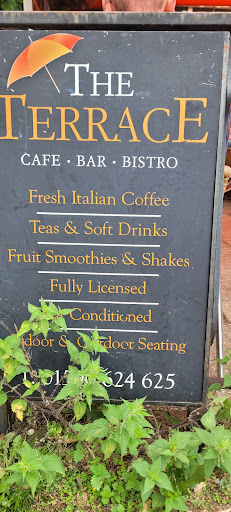 THE
TERRACE
CAFE · BAR · BISTRO
Fresh Italian Coffee
Teas & Soft Drinks
Fruit Smoothies & Shakes
Fully Licensed
Conditioned
& Seating
624 625